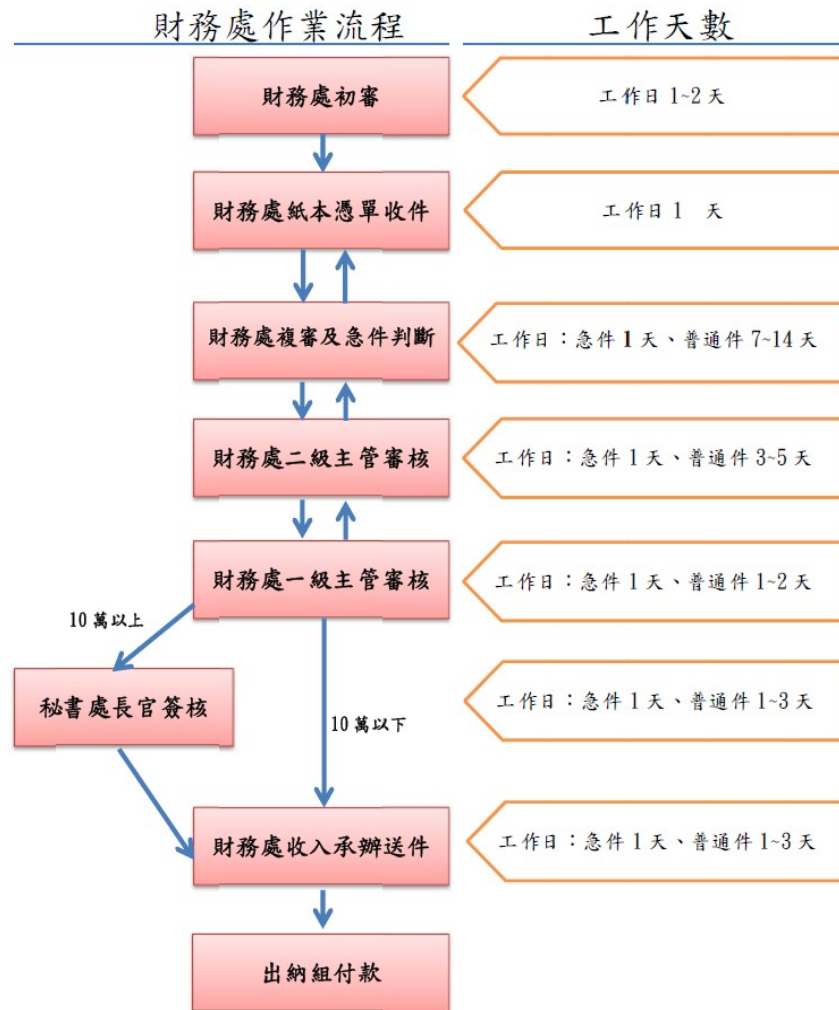 財務處作業流程
工作天數
財務處初審
工作日 1~2 天
財務處紙本憑單收件
工作日 1 天
財務處複審及急件判斷
工作日：急件 1 天、普通件 7~14 天
財務處二級主管審核
工作日：急件 1 天、普通件 3~5 天
財務處一級主管審核
工作日：急件 1 天、普通件 1~2 天
10 萬以上
秘書處長官簽核
工作日：急件 1 天、普通件 1~3 天
10 萬以下
財務處收入承辦送件
工作日：急件 1 天、普通件 1~3 天
出納組付款